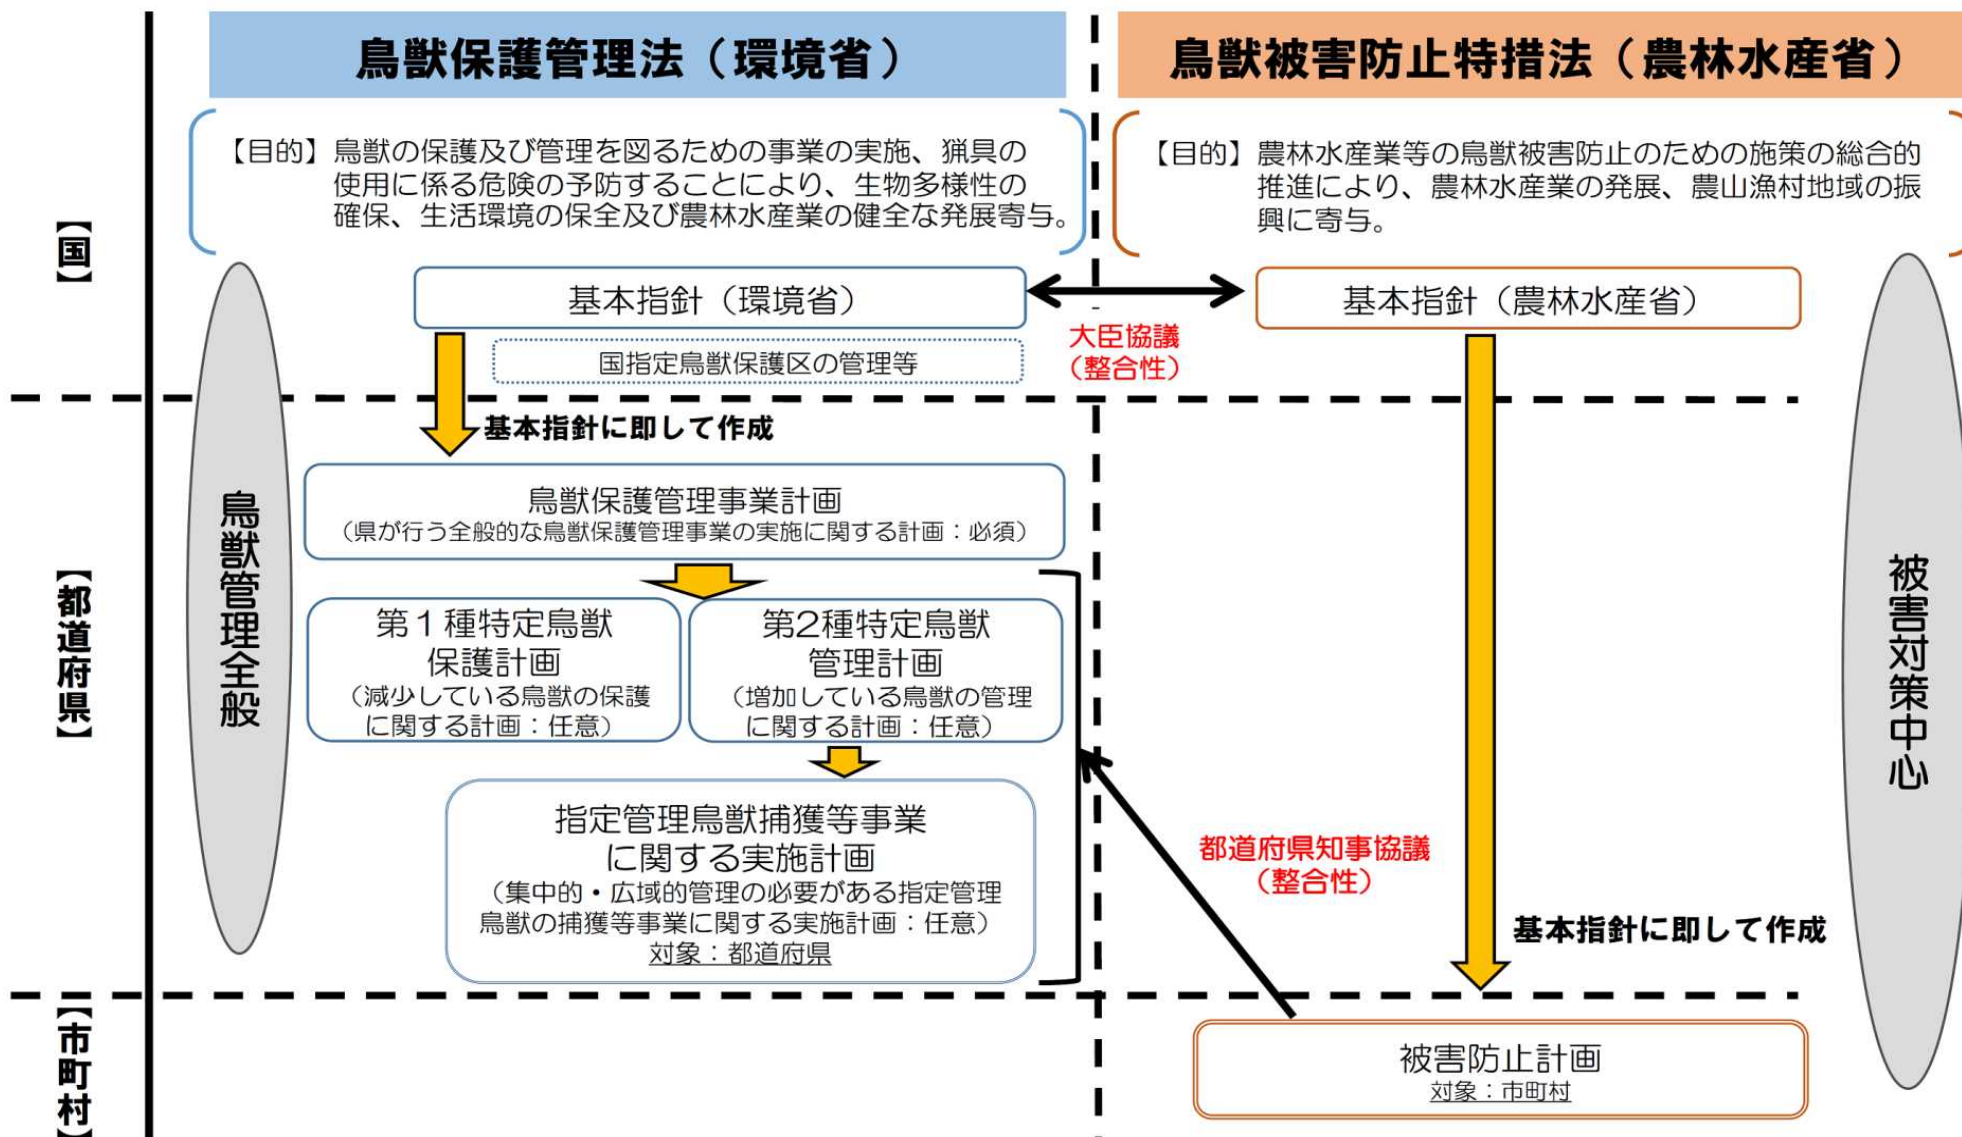 鳥獣保護管理法（環境省）
鳥獣被害防止特措法（農林水産省）
【国】
【目的】鳥獣の保護及び管理を図るための事業の実施、猟具の
使用に係る危険の予防することにより、生物多様性の
確保、生活環境の保全及び農林水産業の健全な発展寄与。
【目的】農林水産業等の鳥獣被害防止のための施策の総合的
推進により、農林水産業の発展、農山漁村地域の振
興に寄与。
基本指針（環境省）
基本指針（農林水産省）
大臣協議
（整合性）
国指定鳥獣保護区の管理等
基本指針に即して作成
【都道府県】
鳥獣管理全般
鳥獣保護管理事業計画
（県が行う全般的な鳥獣保護管理事業の実施に関する計画：必須）
第１種特定鳥獣
保護計画
（減少している鳥獣の保護
に関する計画：任意）
第2種特定鳥獣
管理計画
（増加している鳥獣の管理
に関する計画：任意）
指定管理鳥獣捕獲等事業
に関する実施計画
（集中的・広域的管理の必要がある指定管理
鳥獣の捕獲等事業に関する実施計画：任意）
対象：都道府県
都道府県知事協議
（整合性）
基本指針に即して作成
被害対策中心
【市町村】
被害防止計画
対象：市町村